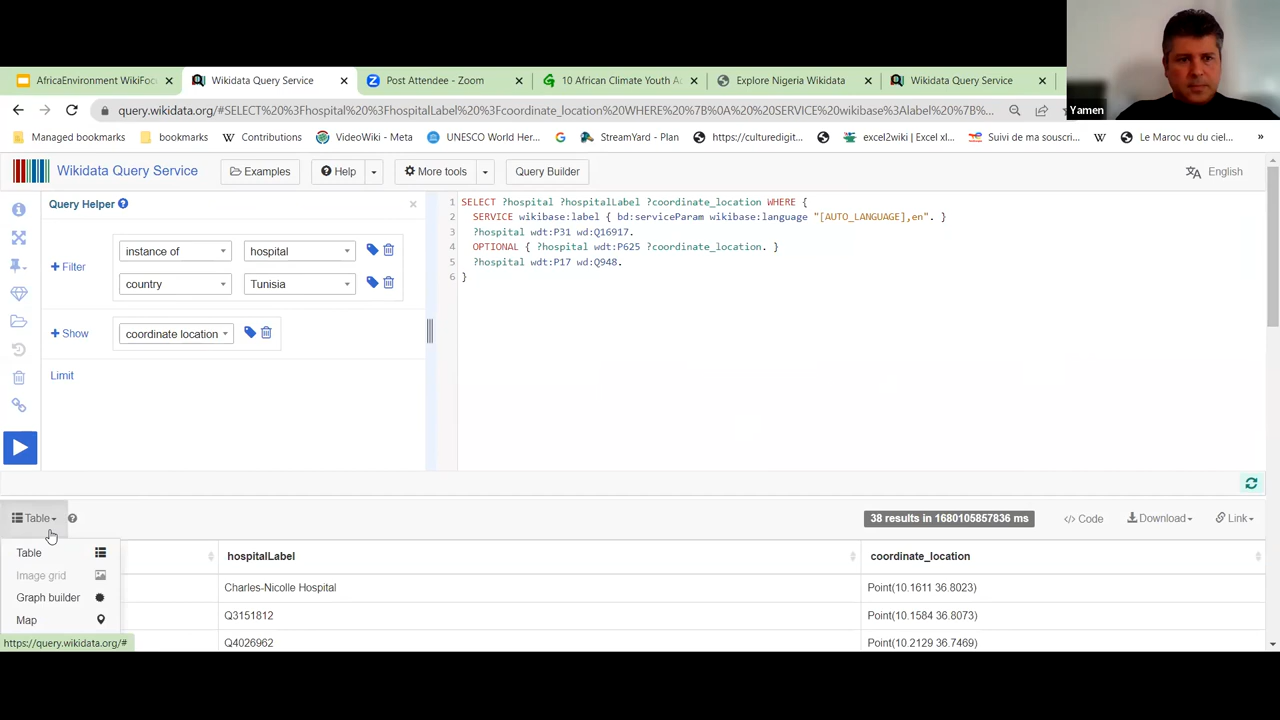 AfricaEnvironment WikiFoc
Wikidata Query Service
Post Attendee - Zoom
10 African Climate Youth A
Explore Nigeria Wikidata
Wikidata Query Service
Yamen
query.wikidata.org/#SELECT%20%3Fhospital%20%3FhospitalLabel%20%3Fcoordinate_location%20WHERE%20%7B%0A%20%20SERVICE%20wikibase%3Alabel%20%7B%...
Managed bookmarks
bookmarks
Contributions
VideoWiki - Meta
UNESCO World Her...
StreamYard - Plan
https://culturedigit...
excel2wiki | Excel xl...
Suivi de ma souscri...
Le Maroc vu du ciel...
»
Wikidata Query Service
Examples
Help
More tools
Query Builder
English
Query Helper
+ Filter
instance of
hospital
country
Tunisia
+ Show
coordinate location
Limit
1 SELECT ?hospital ?hospitalLabel ?coordinate_location WHERE {
2 SERVICE wikibase:label { bd:serviceParam wikibase:language "[AUTO_LANGUAGE],en". }
3 ?hospital wdt:P31 wd:Q16917.
4 OPTIONAL { ?hospital wdt:P625 ?coordinate_location. }
5 ?hospital wdt:P17 wd:Q948.
6 }
Table
38 results in 1680105857836 ms
</> Code
Download
Link
Table
Image grid
Graph builder
Map
https://query.wikidata.org/#
hospitalLabel
coordinate_location
Charles-Nicolle Hospital
Point(10.1611 36.8023)
Q3151812
Point(10.1584 36.8073)
Q4026962
Point(10.2129 36.7469)